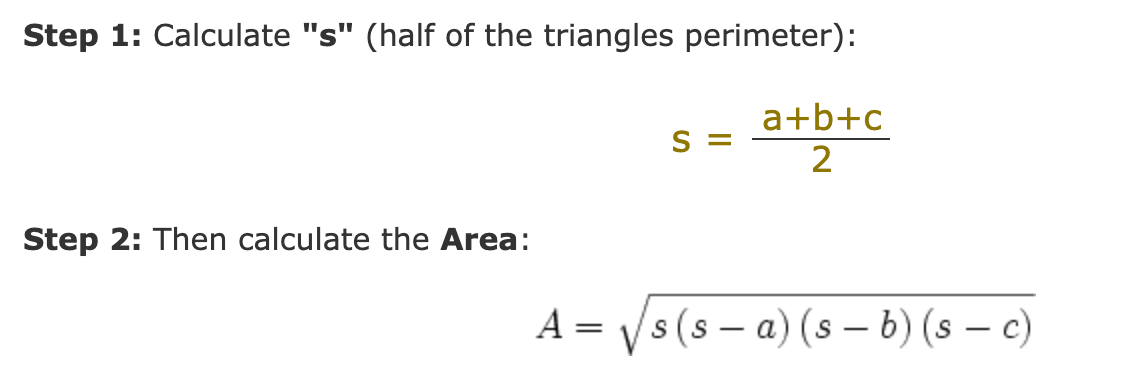 Step 1: Calculate "s" (half of the triangles perimeter):
s = a+b+c
2
Step 2: Then calculate the Area:
A = √s (s − a) (s − b) (s − c)